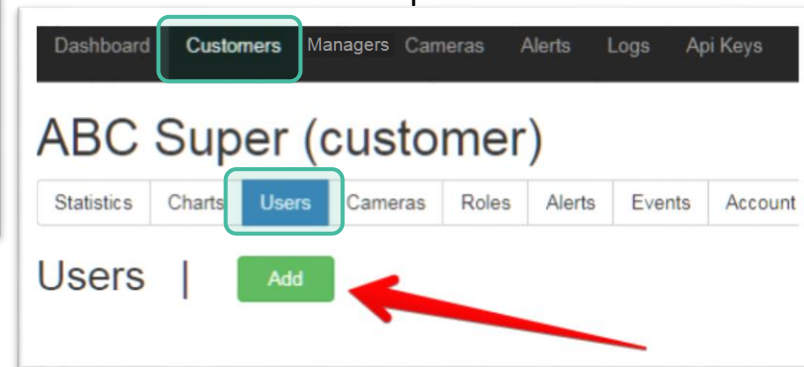 Dashboard Customers Managers Cameras Alerts Logs Api Keys
ABC Super (customer)
Statistics Charts Users Cameras Roles Alerts Events Account
Users | Add